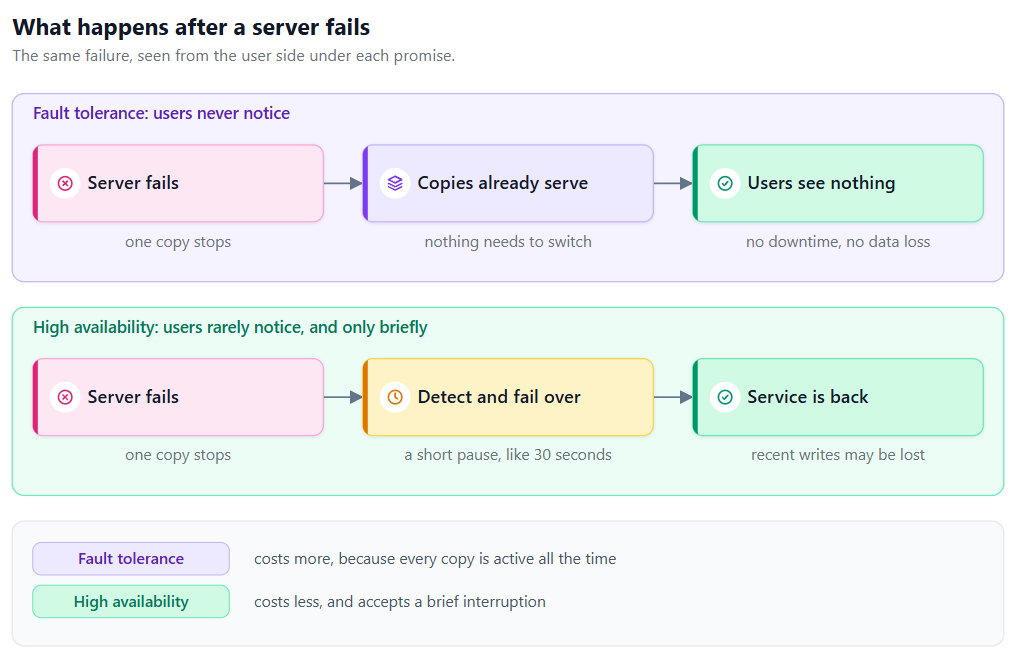 What happens after a server fails
The same failure, seen from the user side under each promise.
Fault tolerance: users never notice
Server fails
Copies already serve
Users see nothing
one copy stops
nothing needs to switch
no downtime, no data loss
High availability: users rarely notice, and only briefly
Server fails
Detect and fail over
Service is back
one copy stops
a short pause, like 30 seconds
recent writes may be lost
Fault tolerance
costs more, because every copy is active all the time
High availability
costs less, and accepts a brief interruption